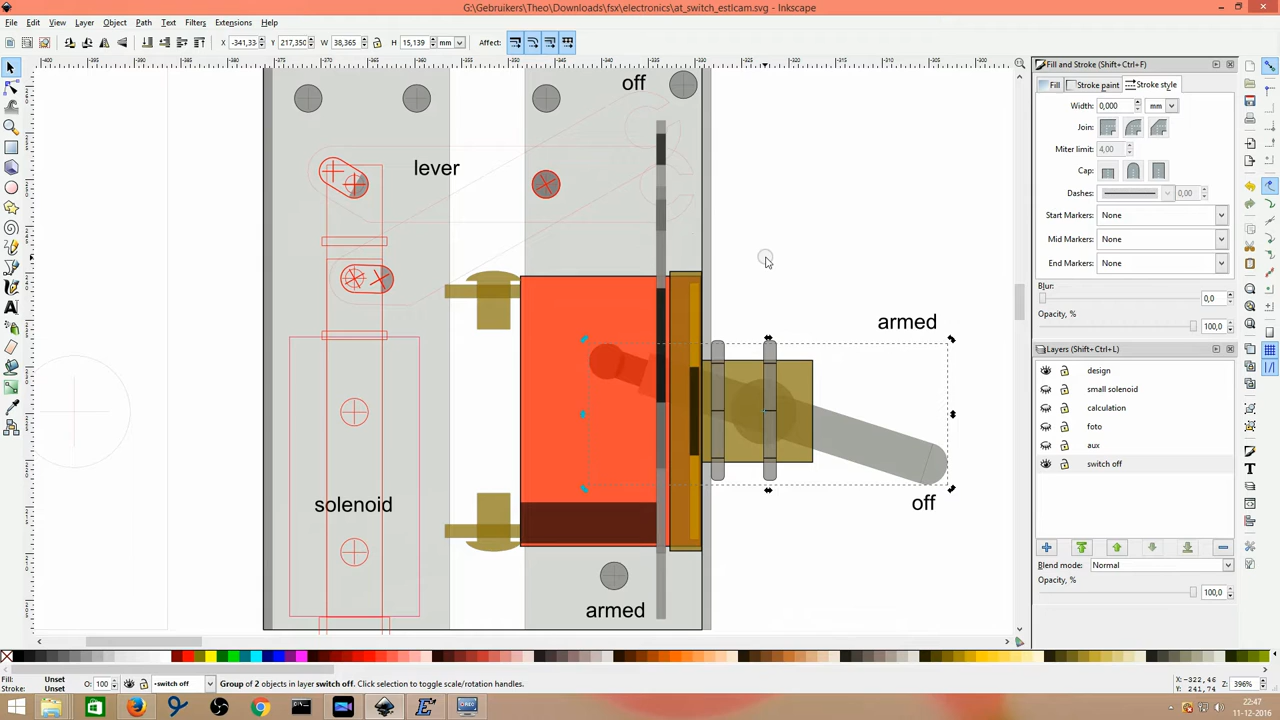 G:\Gebruikers\Theo\Downloads\fsx\electronics\at_switch_estlcam.svg - Inkscape
File Edit View Layer Object Path Text Filters Extensions Help
X -341,33 Y 217,350 W 38,365 H 15,139 mm Affect:
Fill and Stroke (Shift+Ctrl+F)
Fill Stroke paint Stroke style
Width: 0,000 mm
Join:
Miter limit: 4,00
Cap:
Dashes: 0,00
Start Markers: None
Mid Markers: None
End Markers: None
Blur:
0,0
Opacity, %
100,0
Layers (Shift+Ctrl+L)
design
small solenoid
calculation
foto
aux
switch off
Blend mode: Normal
Opacity, %
100,0
off
lever
armed
solenoid
off
armed
Fill: Unset
Stroke: Unset
O: 100
•switch off
Group of 2 objects in layer switch off. Click selection to toggle scale/rotation handles.
X: -322,46
Y: 241,74
Z: 396%
22:47
11-12-2016